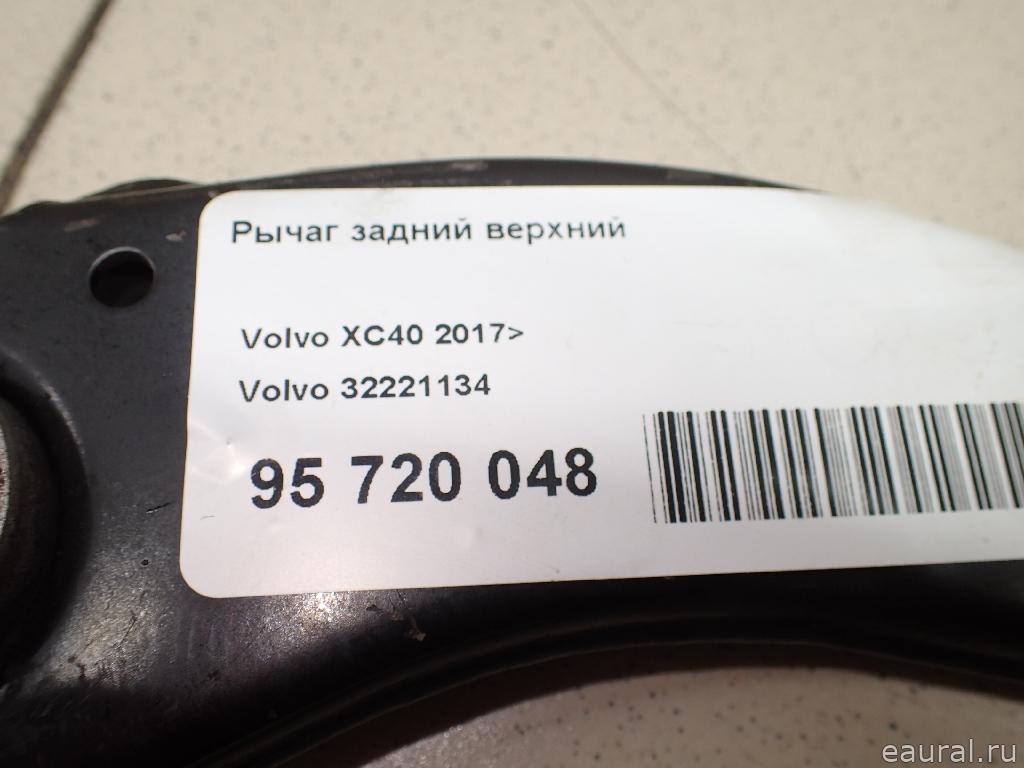 Рычаг задний верхний
Volvo XC40 2017>
Volvo 32221134
95 720 048
eaural.ru